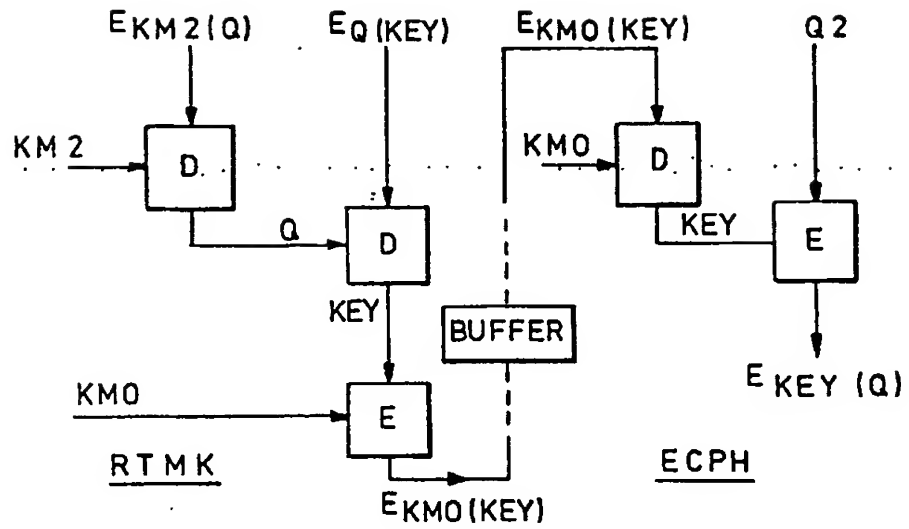 EKM2(Q) EQ(KEY) EKM0(KEY) Q2
KM2 D KM0 D
Q D KEY E
KEY BUFFER
KM0 E EKEY (Q)
RTMK ECPH
EKM0(KEY)